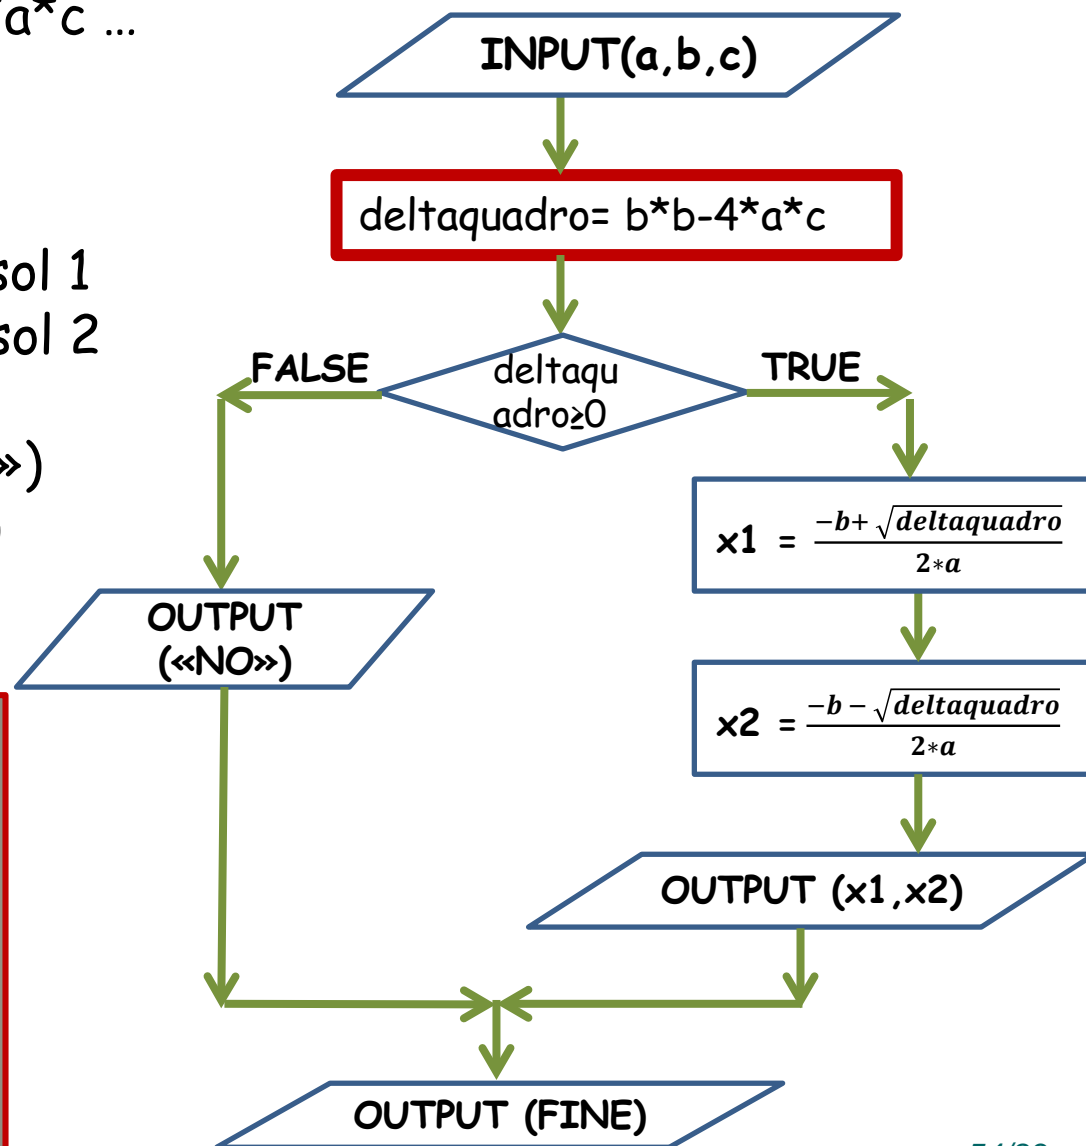 *a*c ...
INPUT(a,b,c)
deltaquadro= b*b-4*a*c
sol 1
sol 2
»)
FALSE
deltaqu
adro≥0
TRUE
x1 = −b+ √deltaquadro
2∗a
OUTPUT
(«NO»)
x2 = −b − √deltaquadro
2∗a
OUTPUT (x1,x2)
OUTPUT (FINE)